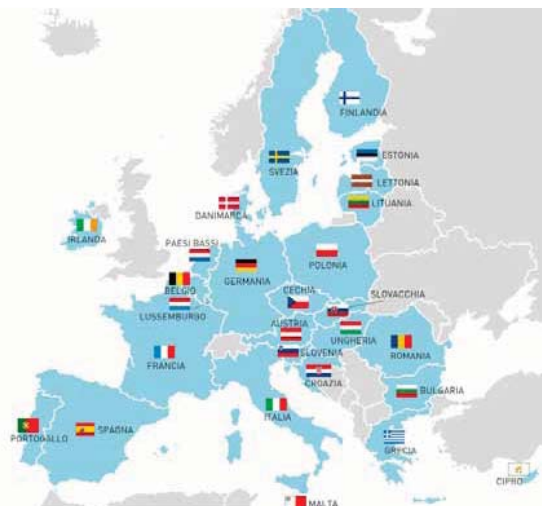 FINLANDIA
ESTONIA
SVEZIA
LETTONIA
LITUANIA
DANIMARCA
IRLANDA
PAESI BASSI
POLONIA
GERMANIA
BELGIO
CECHIA
SLOVACCHIA
LUSSEMBURGO
AUSTRIA
UNGHERIA
SLOVENIA
ROMANIA
FRANCIA
CROAZIA
BULGARIA
ITALIA
SPAGNA
PORTOGALLO
GRECIA
CIPRO
MALTA